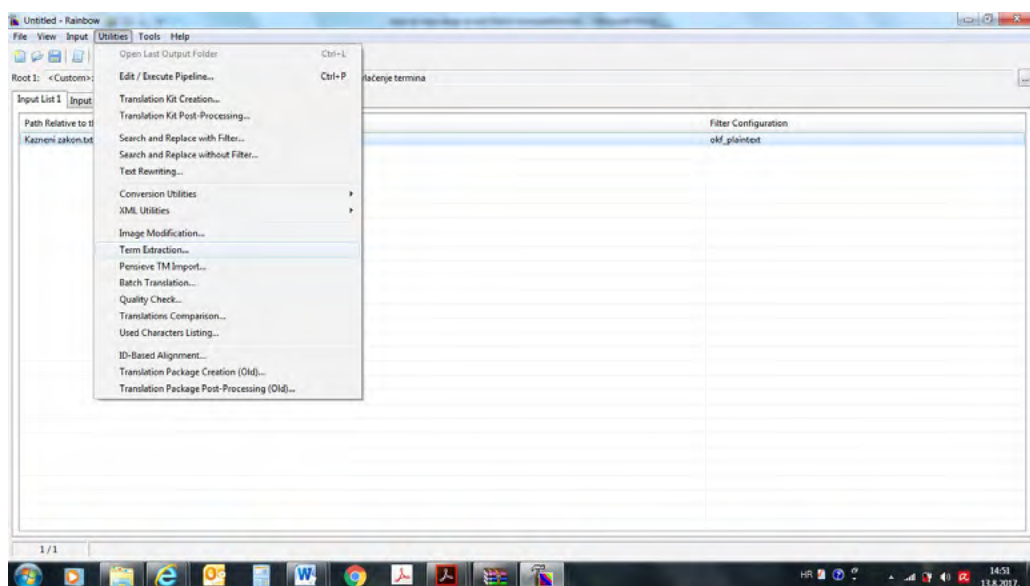 Untitled - Rainbow
File View Input Utilities Tools Help
Open Last Output Folder Ctrl+L
Root 1: <Custom>: Edit / Execute Pipeline... Ctrl+P vlačenje termina
Input List 1 Input Translation Kit Creation...
Translation Kit Post-Processing...
Path Relative to th Filter Configuration
Kazneni zakon.txt Search and Replace with Filter... okf_plaintext
Search and Replace without Filter...
Text Rewriting...
Conversion Utilities
XML Utilities
Image Modification...
Term Extraction...
Pensieve TM Import...
Batch Translation...
Quality Check...
Translations Comparison...
Used Characters Listing...
ID-Based Alignment...
Translation Package Creation (Old)...
Translation Package Post-Processing (Old)...
1 / 1
HR 14:51
13.8.2017